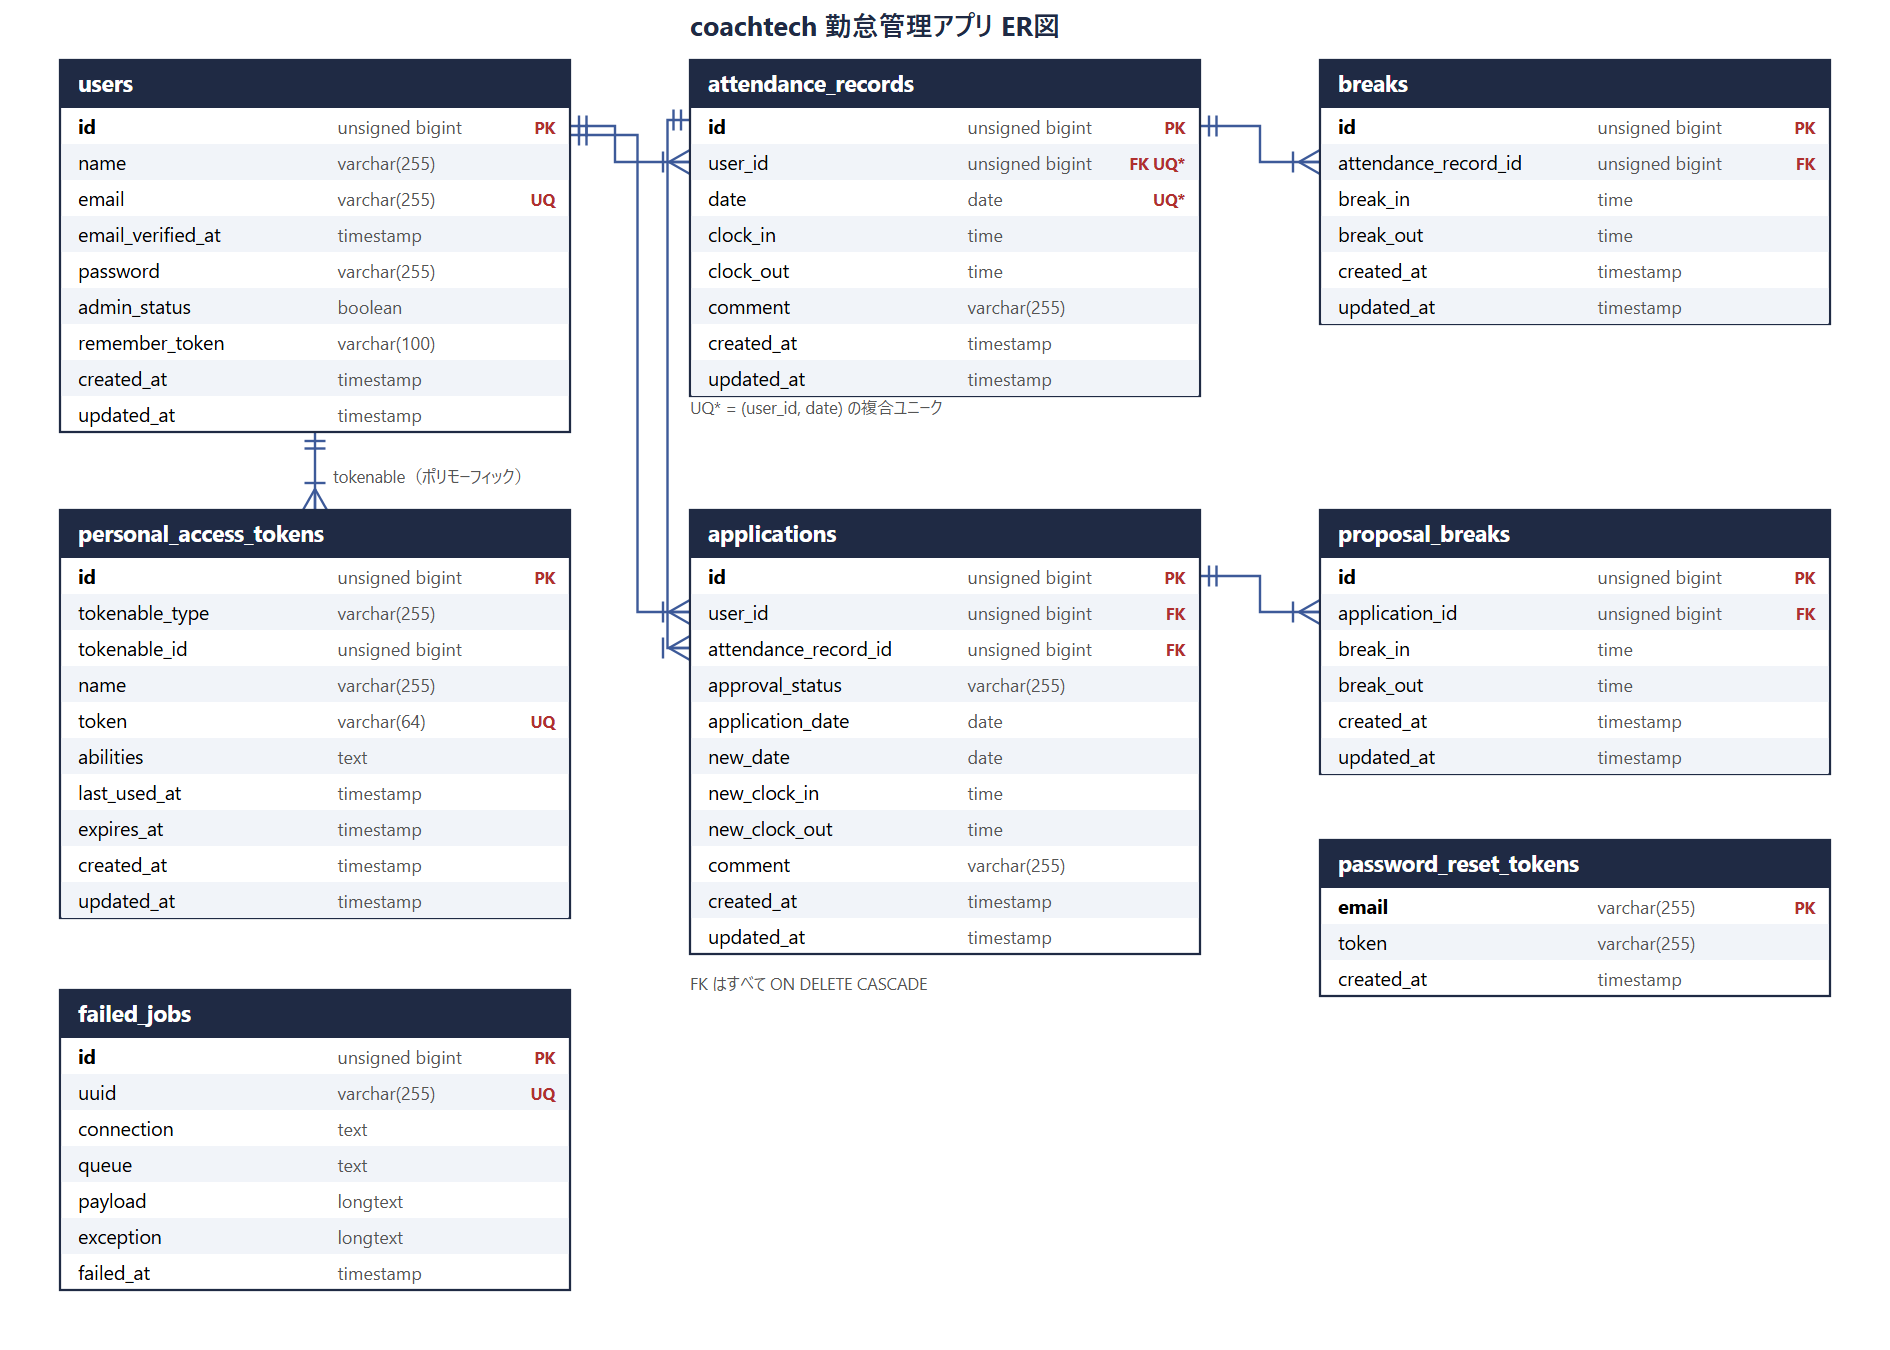 coachtech 勤怠管理アプリ ER図
users
id unsigned bigint PK
name varchar(255)
email varchar(255) UQ
email_verified_at timestamp
password varchar(255)
admin_status boolean
remember_token varchar(100)
created_at timestamp
updated_at timestamp
attendance_records
id unsigned bigint PK
user_id unsigned bigint FK UQ*
date date UQ*
clock_in time
clock_out time
comment varchar(255)
created_at timestamp
updated_at timestamp
UQ* = (user_id, date) の複合ユニーク
breaks
id unsigned bigint PK
attendance_record_id unsigned bigint FK
break_in time
break_out time
created_at timestamp
updated_at timestamp
tokenable（ポリモーフィック）
personal_access_tokens
id unsigned bigint PK
tokenable_type varchar(255)
tokenable_id unsigned bigint
name varchar(255)
token varchar(64) UQ
abilities text
last_used_at timestamp
expires_at timestamp
created_at timestamp
updated_at timestamp
applications
id unsigned bigint PK
user_id unsigned bigint FK
attendance_record_id unsigned bigint FK
approval_status varchar(255)
application_date date
new_date date
new_clock_in time
new_clock_out time
comment varchar(255)
created_at timestamp
updated_at timestamp
FK はすべて ON DELETE CASCADE
proposal_breaks
id unsigned bigint PK
application_id unsigned bigint FK
break_in time
break_out time
created_at timestamp
updated_at timestamp
password_reset_tokens
email varchar(255) PK
token varchar(255)
created_at timestamp
failed_jobs
id unsigned bigint PK
uuid varchar(255) UQ
connection text
queue text
payload longtext
exception longtext
failed_at timestamp